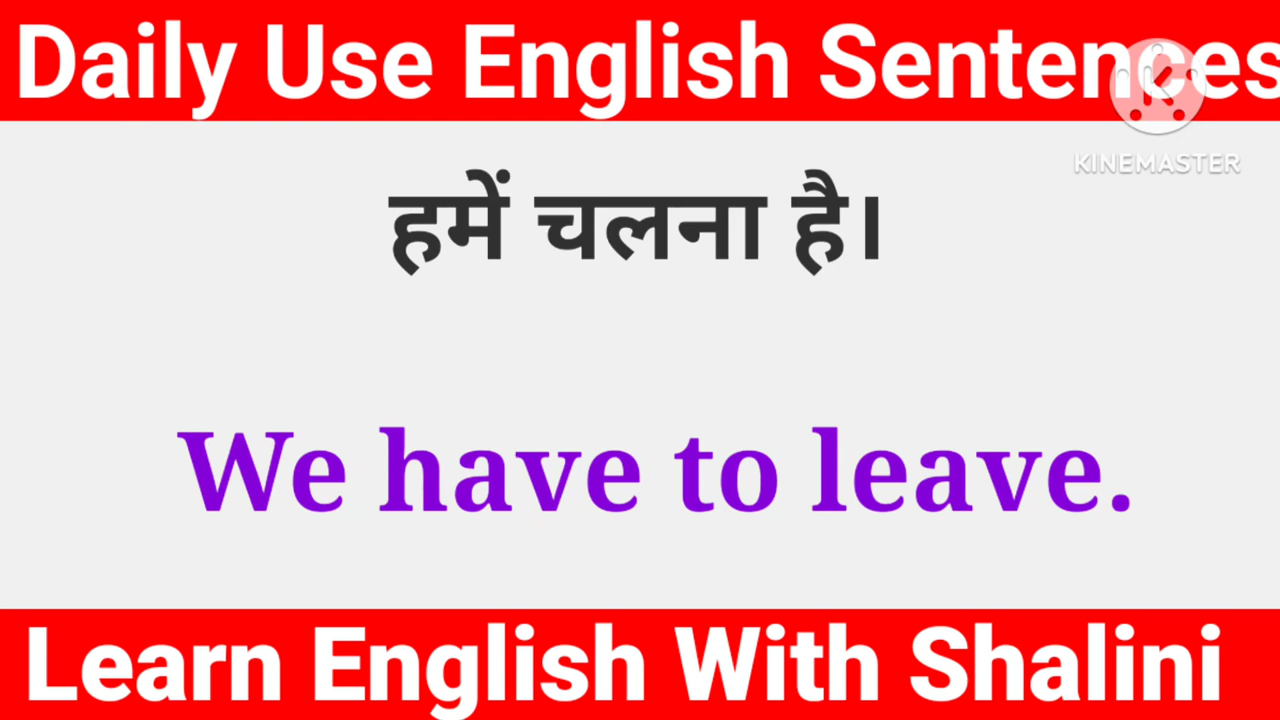 Daily Use English Sentences
KINEMASTER
हमें चलना है।
We have to leave.
Learn English With Shalini